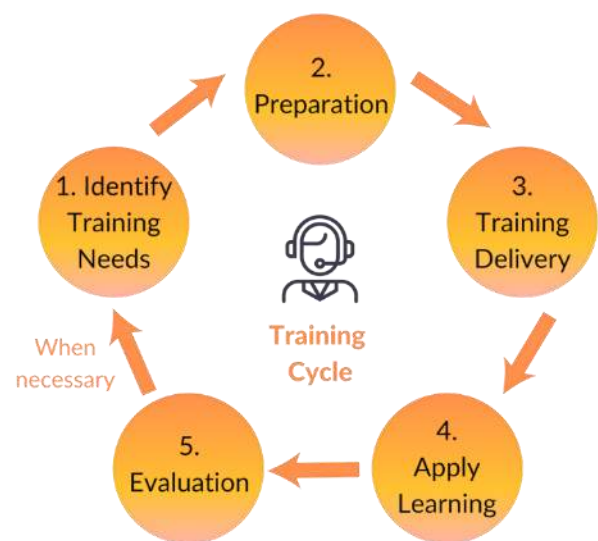 1. Identify
Training
Needs
2.
Preparation
3.
Training
Delivery
4.
Apply
Learning
5.
Evaluation
When
necessary
Training
Cycle